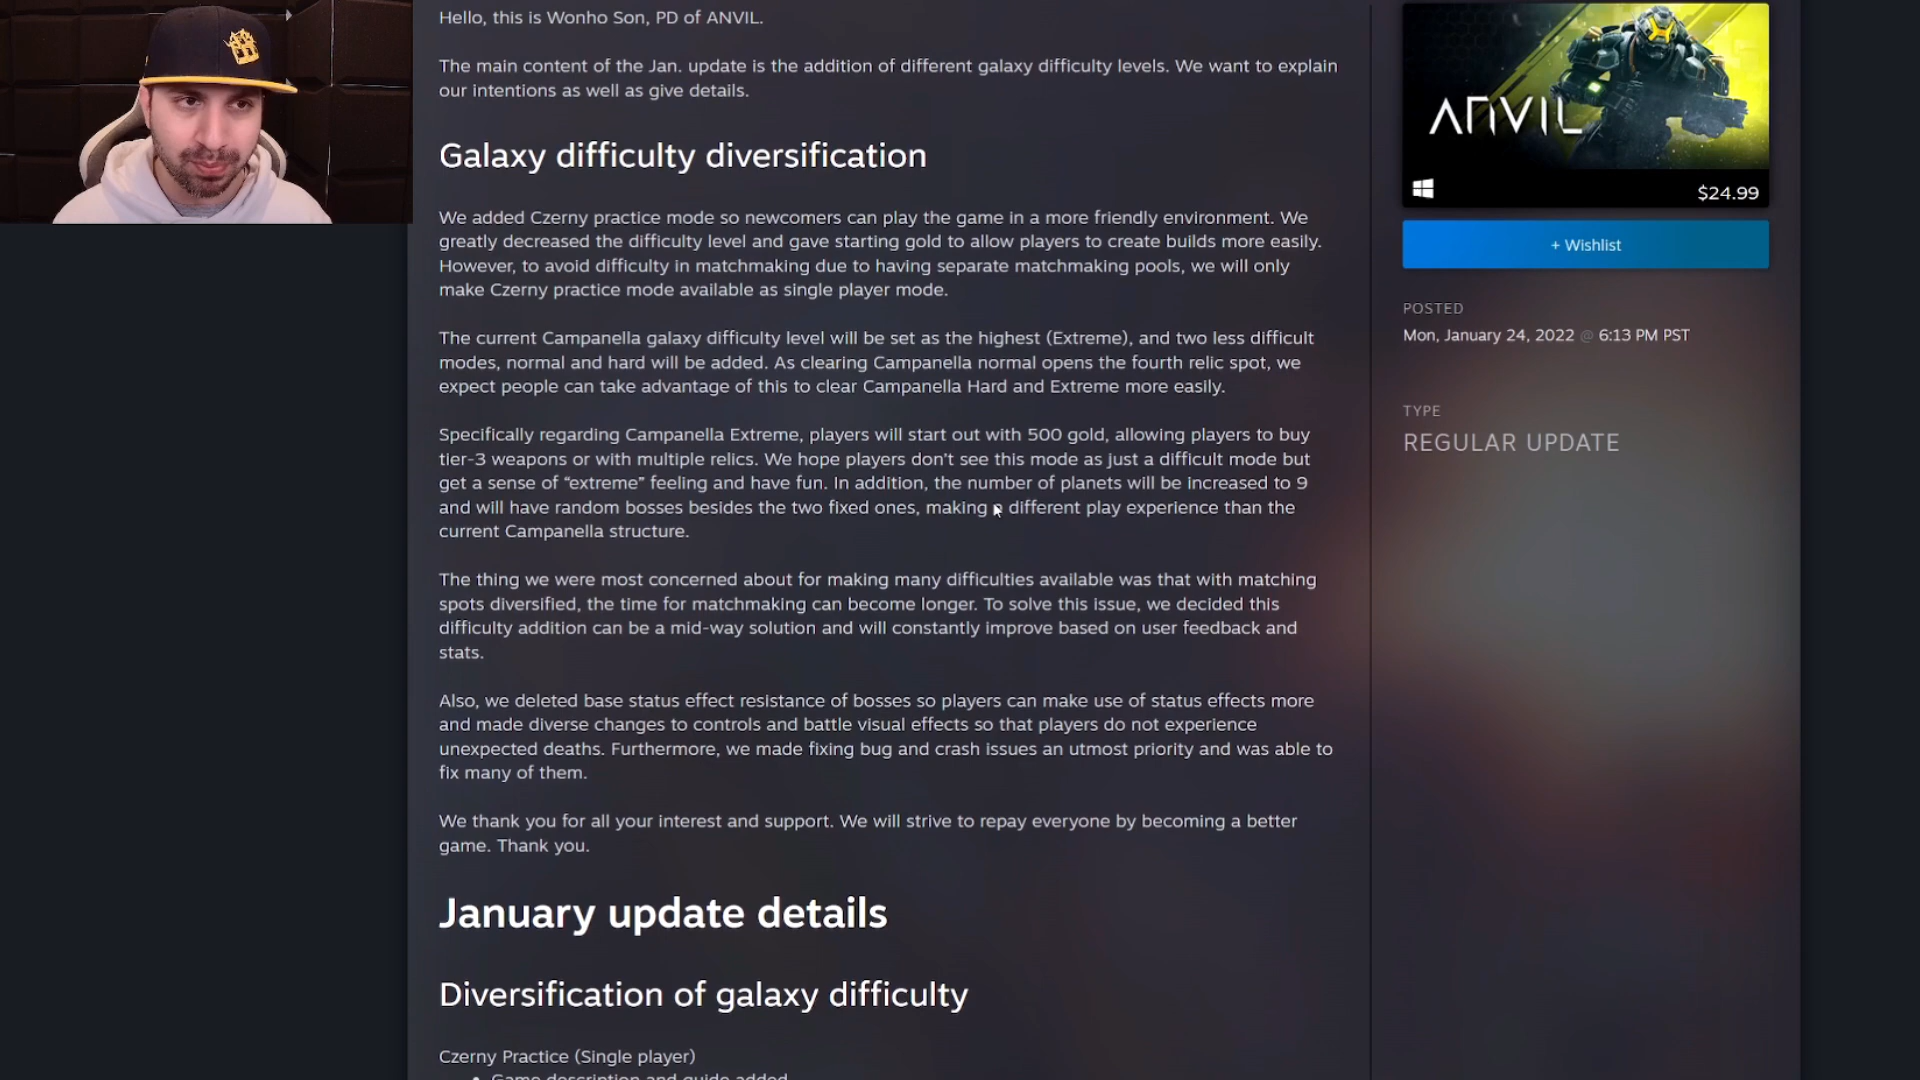 Hello, this is Wonho Son, PD of ANVIL.
The main content of the Jan. update is the addition of different galaxy difficulty levels. We want to explain
our intentions as well as give details.
Galaxy difficulty diversification
We added Czerny practice mode so newcomers can play the game in a more friendly environment. We
greatly decreased the difficulty level and gave starting gold to allow players to create builds more easily.
However, to avoid difficulty in matchmaking due to having separate matchmaking pools, we will only
make Czerny practice mode available as single player mode.
The current Campanella galaxy difficulty level will be set as the highest (Extreme), and two less difficult
modes, normal and hard will be added. As clearing Campanella normal opens the fourth relic spot, we
expect people can take advantage of this to clear Campanella Hard and Extreme more easily.
Specifically regarding Campanella Extreme, players will start out with 500 gold, allowing players to buy
tier-3 weapons or with multiple relics. We hope players don't see this mode as just a difficult mode but
get a sense of “extreme” feeling and have fun. In addition, the number of planets will be increased to 9
and will have random bosses besides the two fixed ones, making a different play experience than the
current Campanella structure.
The thing we were most concerned about for making many difficulties available was that with matching
spots diversified, the time for matchmaking can become longer. To solve this issue, we decided this
difficulty addition can be a mid-way solution and will constantly improve based on user feedback and
stats.
Also, we deleted base status effect resistance of bosses so players can make use of status effects more
and made diverse changes to controls and battle visual effects so that players do not experience
unexpected deaths. Furthermore, we made fixing bug and crash issues an utmost priority and was able to
fix many of them.
We thank you for all your interest and support. We will strive to repay everyone by becoming a better
game. Thank you.
January update details
Diversification of galaxy difficulty
Czerny Practice (Single player)
• Game description and guide added
ANVIL
$24.99
+ Wishlist
POSTED
Mon, January 24, 2022 @ 6:13 PM PST
TYPE
REGULAR UPDATE